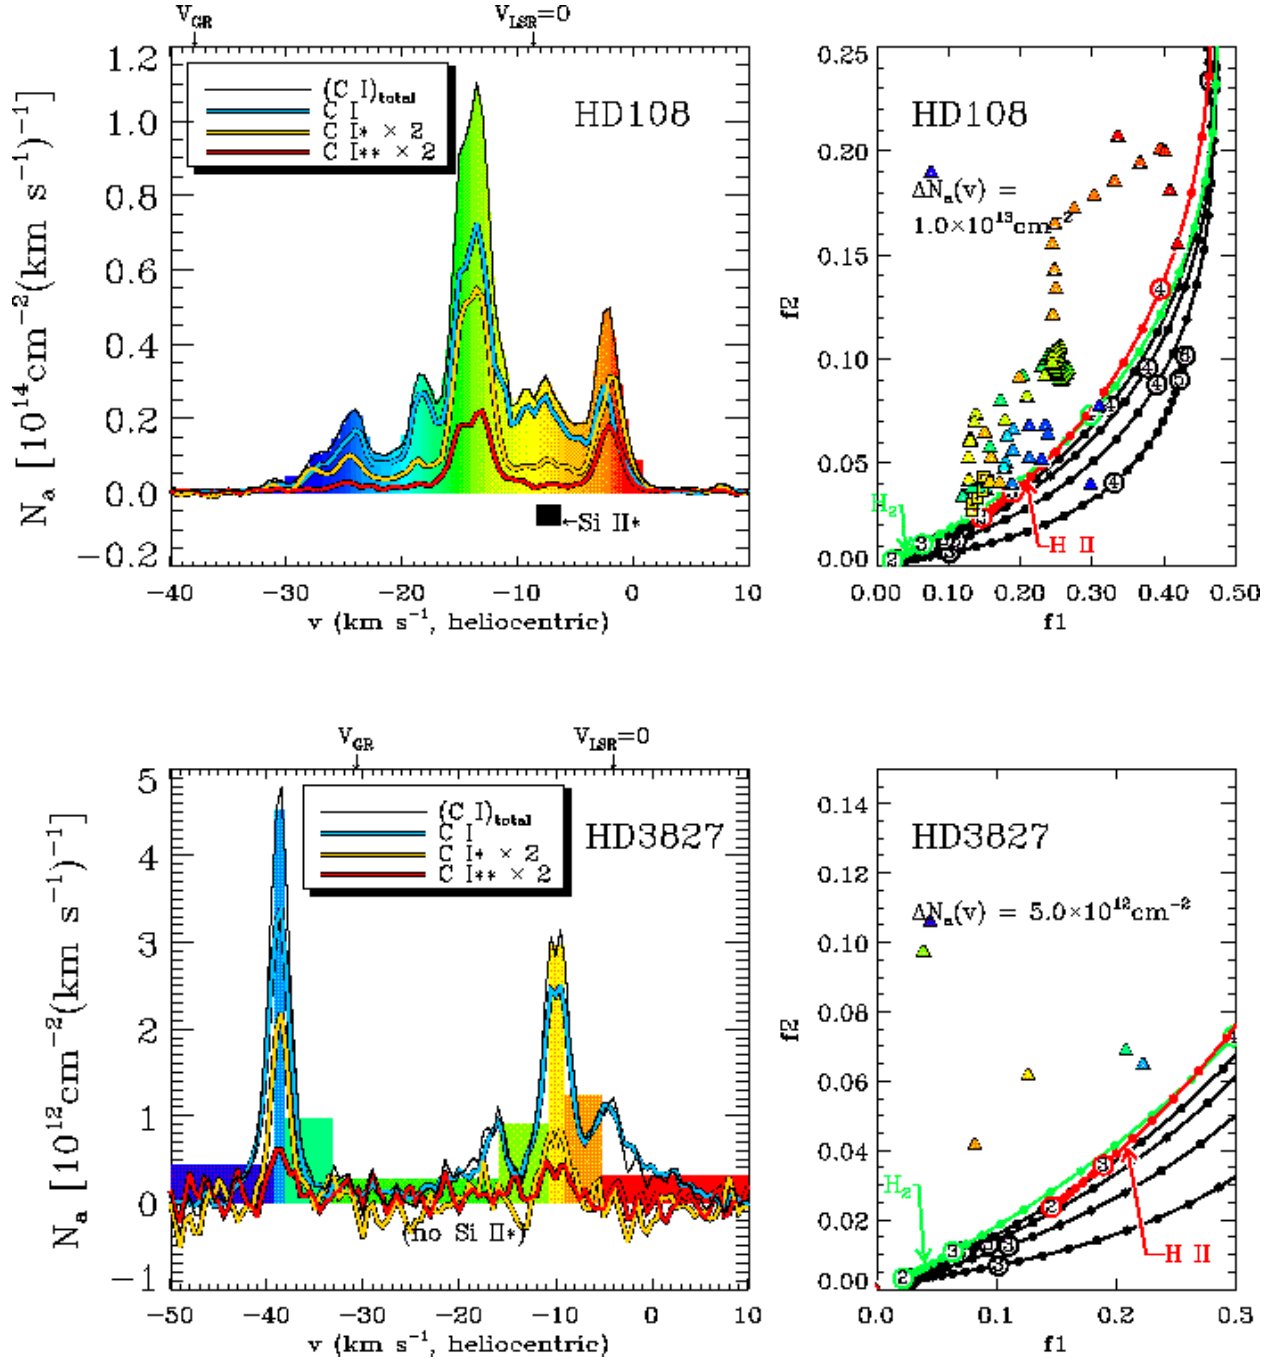 V_GR V_LSR=0
(C I)_total
C I
C I* × 2
C I** × 2
HD108
←Si II*
N_a [10^14 cm^-2 (km s^-1)^-1]
1.2
1.0
0.8
0.6
0.4
0.2
0.0
−0.2
−40 −30 −20 −10 0 10
v (km s^-1, heliocentric)
HD108
ΔN_a(v) =
1.0×10^13 cm^-2
f2
0.25
0.20
0.15
0.10
0.05
0.00
H_2
H II
0.00 0.10 0.20 0.30 0.40 0.50
f1
V_GR V_LSR=0
(C I)_total
C I
C I* × 2
C I** × 2
HD3827
(no Si II*)
N_a [10^12 cm^-2 (km s^-1)^-1]
5
4
3
2
1
0
−1
−50 −40 −30 −20 −10 0 10
v (km s^-1, heliocentric)
HD3827
ΔN_a(v) = 5.0×10^12 cm^-2
f2
0.14
0.12
0.10
0.08
0.06
0.04
0.02
0.00
H_2
H II
0.0 0.1 0.2 0.3
f1